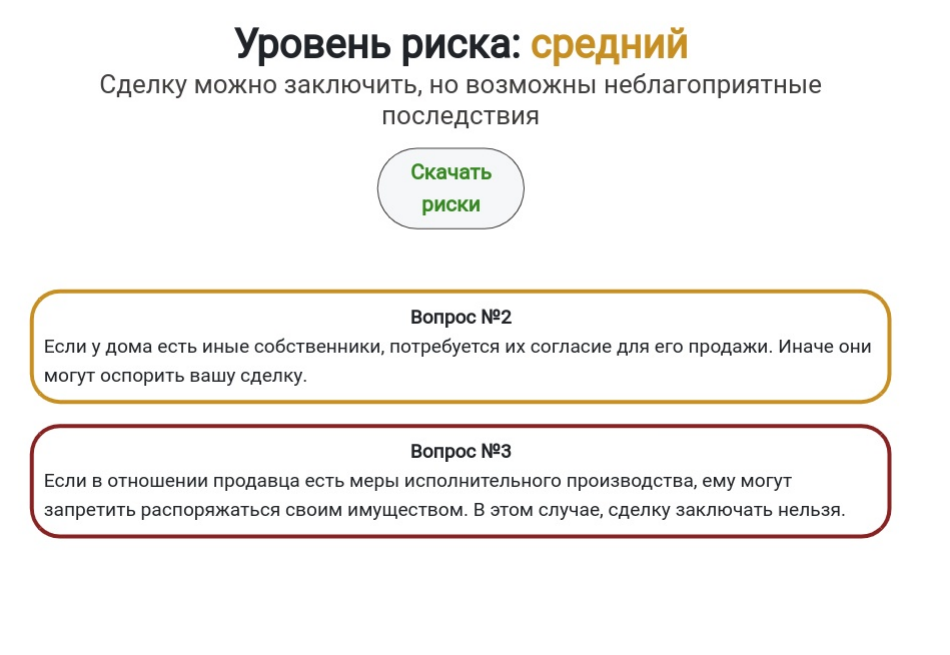 Уровень риска: средний
Сделку можно заключить, но возможны неблагоприятные
последствия
Скачать
риски
Вопрос №2
Если у дома есть иные собственники, потребуется их согласие для его продажи. Иначе они
могут оспорить вашу сделку.
Вопрос №3
Если в отношении продавца есть меры исполнительного производства, ему могут
запретить распоряжаться своим имуществом. В этом случае, сделку заключать нельзя.